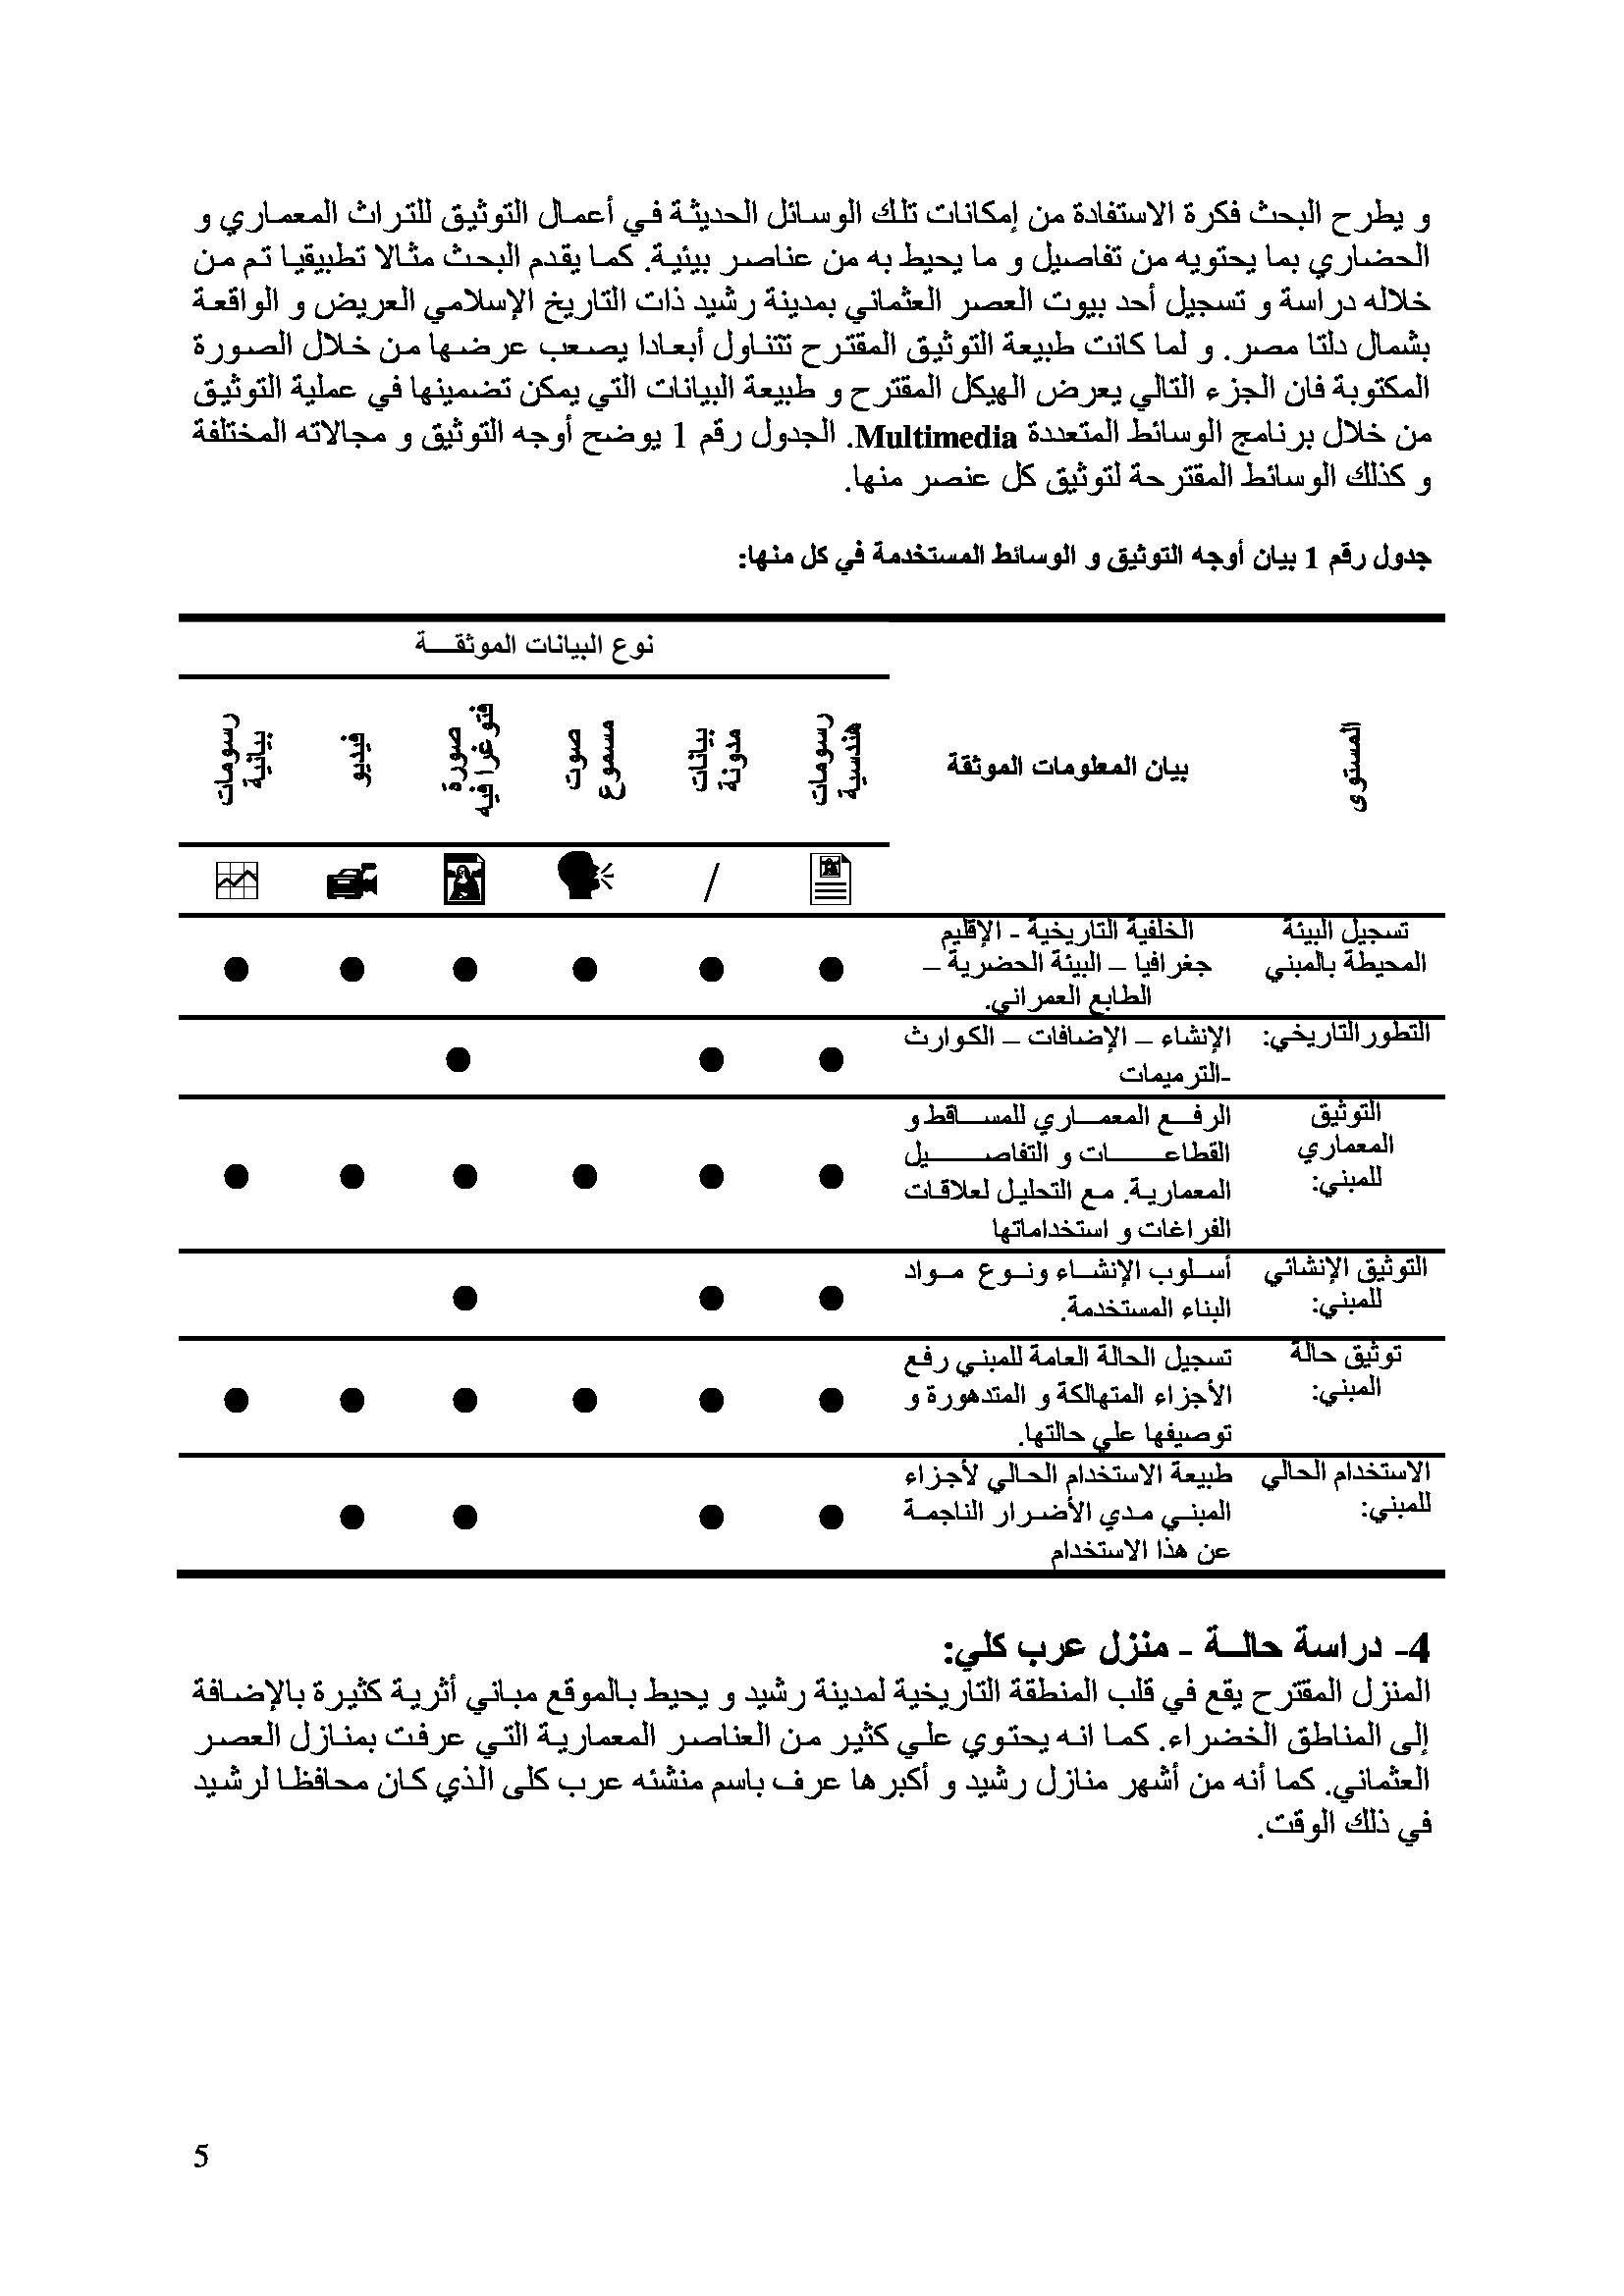 و يطرح البحث فكرة الاستفادة من إمكانات تلك الوسائل الحديثة في أعمال التوثيق للتراث المعماري و
الحضاري بما يحتويه من تفاصيل و ما يحيط به من عناصر بيئية. كما يقدم البحث مثالا تطبيقيا تم من
خلاله دراسة و تسجيل أحد بيوت العصر العثماني بمدينة رشيد ذات التاريخ الإسلامي العريض و الواقعة
بشمال دلتا مصر. و لما كانت طبيعة التوثيق المقترح تتناول أبعادا يصعب عرضها من خلال الصورة
المكتوبة فان الجزء التالي يعرض الهيكل المقترح و طبيعة البيانات التي يمكن تضمينها في عملية التوثيق
من خلال برنامج الوسائط المتعددة Multimedia. الجدول رقم 1 يوضح أوجه التوثيق و مجالاته المختلفة
و كذلك الوسائط المقترحة لتوثيق كل عنصر منها.
جدول رقم 1 بيان أوجه التوثيق و الوسائط المستخدمة في كل منها:
نوع البيانات الموثقـــة
المستوى
بيان المعلومات الموثقة
رسومات
هندسية
بيانات
مدونة
صوت
مسموع
صورة
فتوغرافيه
فيديو
رسومات
بيانية
/
تسجيل البيئة
المحيطة بالمبني
الخلفية التاريخية - الإقليم
جغرافيا – البيئة الحضرية –
الطابع العمراني.
● ● ● ● ● ●
التطورالتاريخي:
الإنشاء – الإضافات – الكوارث
-الترميمات
● ● ●
التوثيق
المعماري
للمبني:
الرفـــع المعمـــاري للمســـاقط و
القطاعـــــات و التفاصـــــيل
المعمارية. مع التحليل لعلاقات
الفراغات و استخداماتها
● ● ● ● ● ●
التوثيق الإنشائي
للمبني:
أسـلوب الإنشـاء ونـوع مـواد
البناء المستخدمة.
● ● ●
توثيق حالة
المبني:
تسجيل الحالة العامة للمبني رفع
الأجزاء المتهالكة و المتدهورة و
توصيفها علي حالتها.
● ● ● ● ● ●
الاستخدام الحالي
للمبني:
طبيعة الاستخدام الحالي لأجزاء
المبني مدي الأضرار الناجمة
عن هذا الاستخدام
● ● ● ●
4- دراسة حالــة - منزل عرب كلي:
المنزل المقترح يقع في قلب المنطقة التاريخية لمدينة رشيد و يحيط بالموقع مباني أثرية كثيرة بالإضافة
إلى المناطق الخضراء. كما انه يحتوي علي كثير من العناصر المعمارية التي عرفت بمنازل العصر
العثماني. كما أنه من أشهر منازل رشيد و أكبرها عرف باسم منشئه عرب كلى الذي كان محافظا لرشيد
في ذلك الوقت.
5